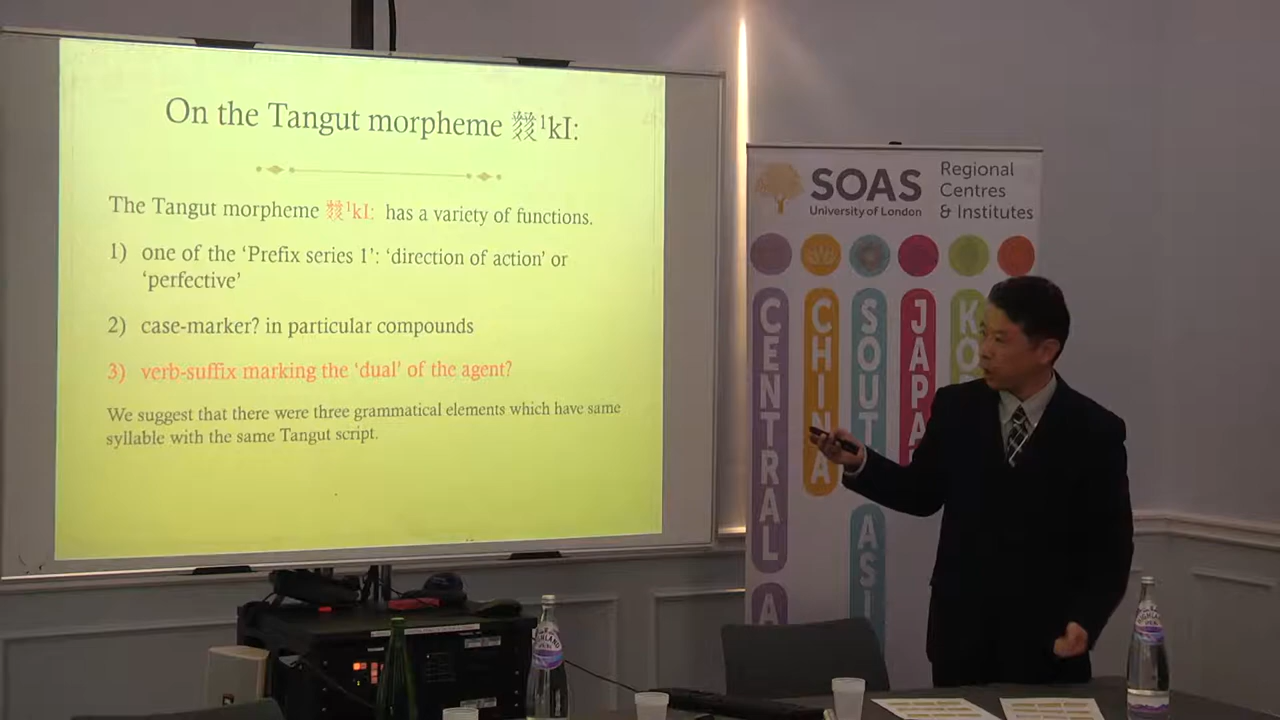 On the Tangut morpheme ¹kI:
The Tangut morpheme ¹kI: has a variety of functions.
1) one of the ‘Prefix series 1’: ‘direction of action’ or
‘perfective’
2) case-marker? in particular compounds
3) verb-suffix marking the ‘dual’ of the agent?
We suggest that there were three grammatical elements which have same
syllable with the same Tangut script.
SOAS
University of London
Regional
Centres
& Institutes
CENTRAL A
CHINA
SOUT ASI
JAPA
KO